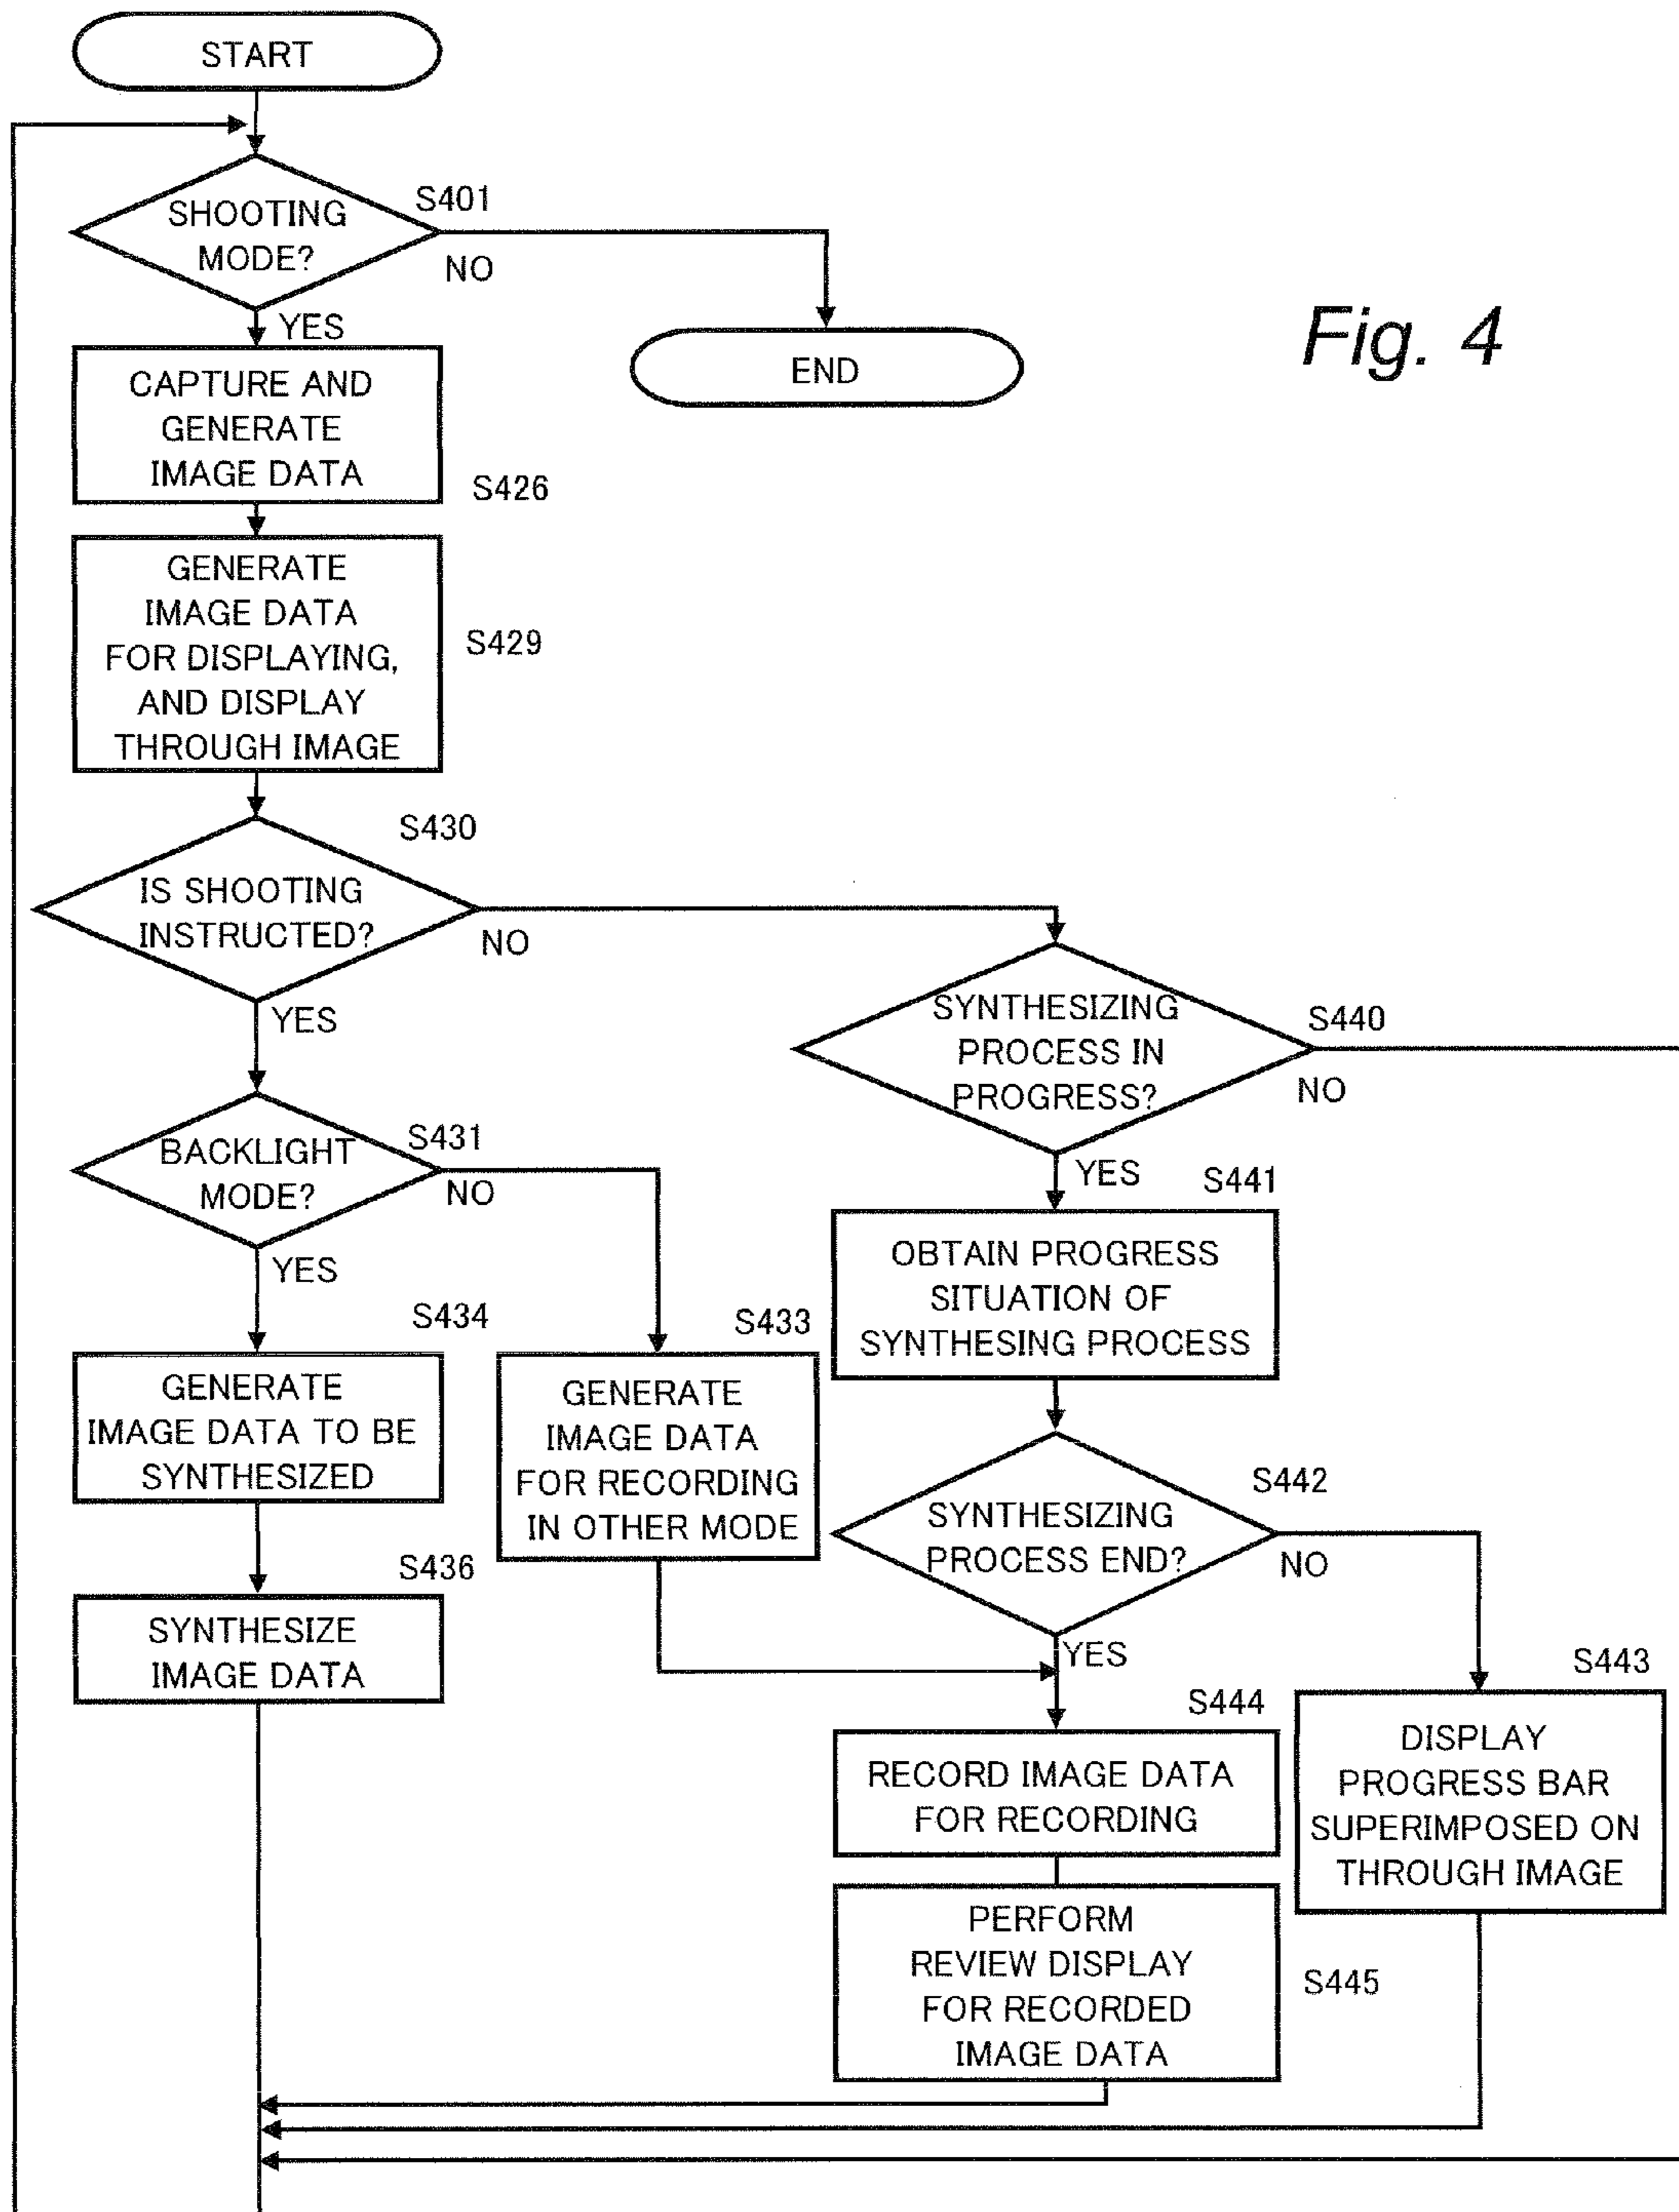 START
SHOOTING
MODE?
S401
NO
YES
END
Fig. 4
CAPTURE AND
GENERATE
IMAGE DATA
S426
GENERATE
IMAGE DATA
FOR DISPLAYING,
AND DISPLAY
THROUGH IMAGE
S429
S430
IS SHOOTING
INSTRUCTED?
NO
YES
SYNTHESIZING
PROCESS IN
PROGRESS?
S440
NO
YES
BACKLIGHT
MODE?
S431
NO
YES
S441
OBTAIN PROGRESS
SITUATION OF
SYNTHESING PROCESS
S434
GENERATE
IMAGE DATA TO BE
SYNTHESIZED
S433
GENERATE
IMAGE DATA
FOR RECORDING
IN OTHER MODE
S442
SYNTHESIZING
PROCESS END?
NO
YES
S436
SYNTHESIZE
IMAGE DATA
S443
DISPLAY
PROGRESS BAR
SUPERIMPOSED ON
THROUGH IMAGE
S444
RECORD IMAGE DATA
FOR RECORDING
PERFORM
REVIEW DISPLAY
FOR RECORDED
IMAGE DATA
S445